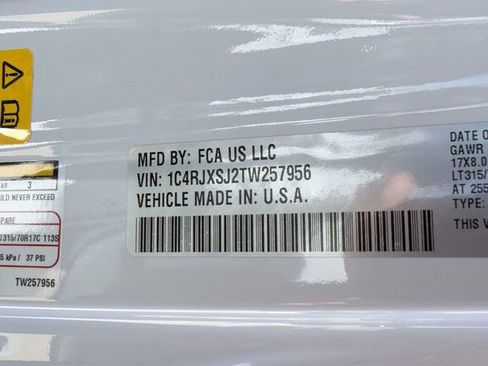 MFD BY: FCA US LLC
VIN: 1C4RJXSJ2TW257956
VEHICLE MADE IN: U.S.A.
AR 3
ULD NEVER EXCEED
PARE
315/70R17C 113S
5 kPa / 37 PSI
TW257956
DATE O
GAWR
17X8.0
LT315/
AT 255
TYPE:
THIS V